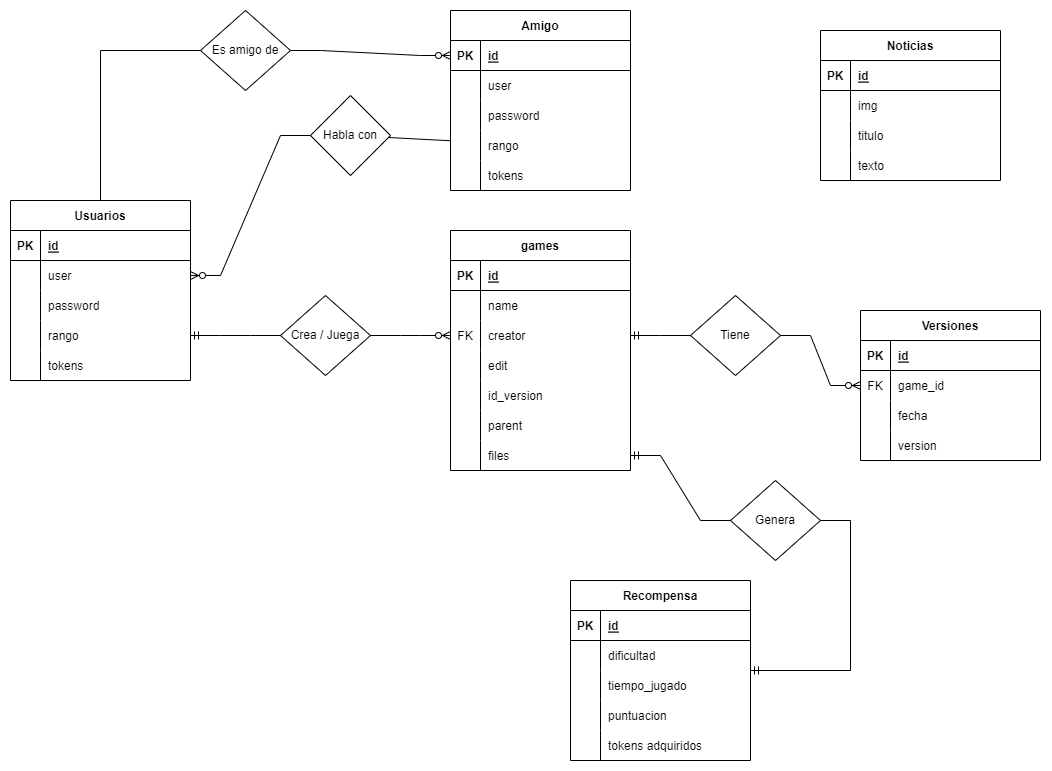 Es amigo de
Amigo
PK id
user
password
rango
tokens
Noticias
PK id
img
titulo
texto
Habla con
Usuarios
PK id
user
password
rango
tokens
Crea / Juega
games
PK id
name
FK creator
edit
id_version
parent
files
Tiene
Versiones
PK id
FK game_id
fecha
version
Genera
Recompensa
PK id
dificultad
tiempo_jugado
puntuacion
tokens adquiridos